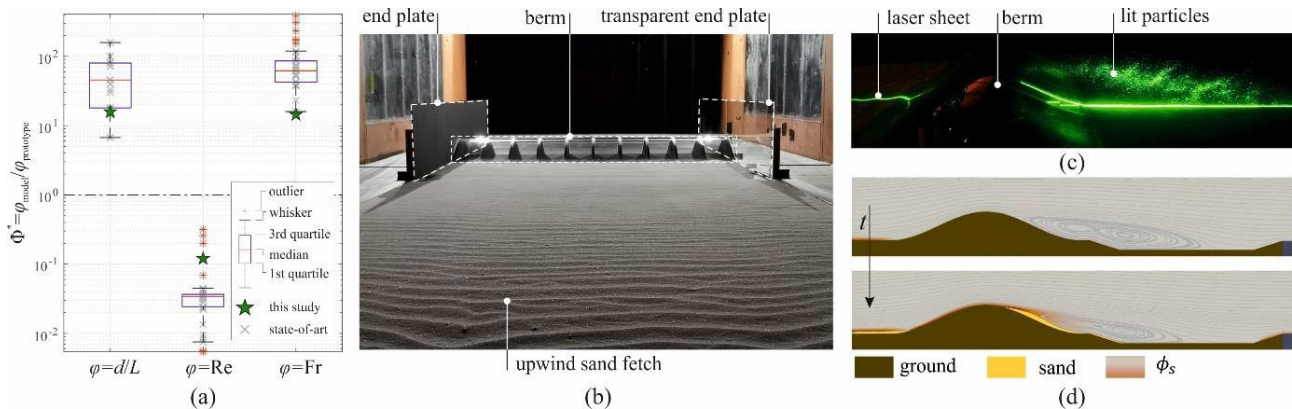 Φ*=φmodel/φprototype
10²
10¹
10⁰
10⁻¹
10⁻²
outlier
whisker
3rd quartile
median
1st quartile
this study
state-of-art
φ=d/L
φ=Re
φ=Fr
(a)
end plate
berm
transparent end plate
upwind sand fetch
(b)
laser sheet
berm
lit particles
(c)
t
ground
sand
ϕs
(d)